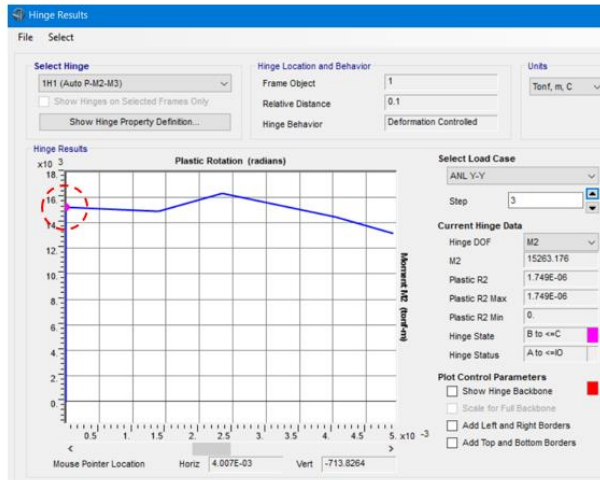 Hinge Results
File Select
Select Hinge
1H1 (Auto P-M2-M3)
Show Hinges on Selected Frames Only
Show Hinge Property Definition...
Hinge Location and Behavior
Frame Object 1
Relative Distance 0.1
Hinge Behavior Deformation Controlled
Units
Tonf, m, C
Hinge Results
x10 3
Plastic Rotation (radians)
18.
16.
14.
12.
10.
8.
6.
4.
2.
0.
Moment M2 (tonf-m)
0.5 1. 1.5 2. 2.5 3. 3.5 4. 4.5 5. x10 -3
Mouse Pointer Location Horiz 4.007E-03 Vert -713.8264
Select Load Case
ANL Y-Y
Step 3
Current Hinge Data
Hinge DOF M2
M2 15263.176
Plastic R2 1.749E-06
Plastic R2 Max 1.749E-06
Plastic R2 Min 0.
Hinge State B to <=C
Hinge Status A to <=IO
Plot Control Parameters
Show Hinge Backbone
Scale for Full Backbone
Add Left and Right Borders
Add Top and Bottom Borders